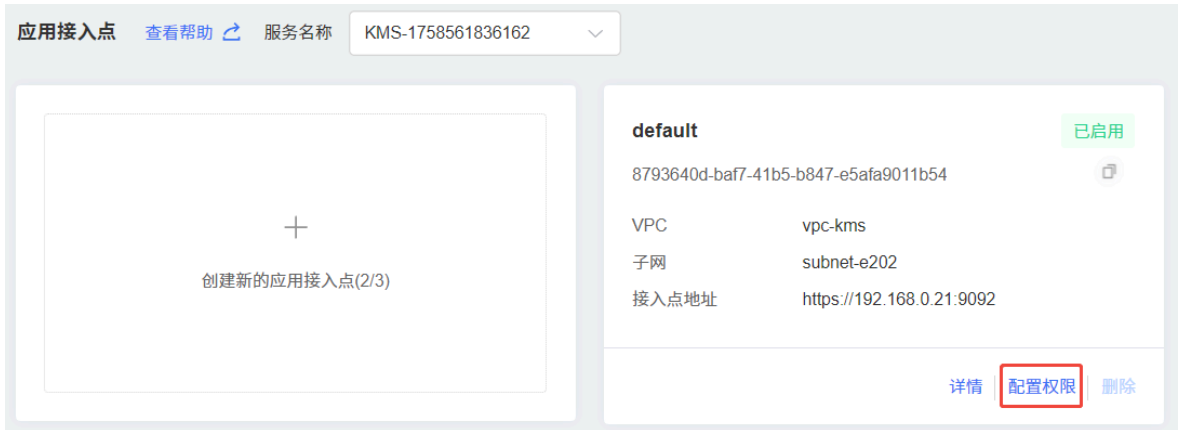 应用接入点 查看帮助 服务名称 KMS-1758561836162
创建新的应用接入点(2/3)
default 已启用
8793640d-baf7-41b5-b847-e5afa9011b54
VPC vpc-kms
子网 subnet-e202
接入点地址 https://192.168.0.21:9092
详情 配置权限 删除